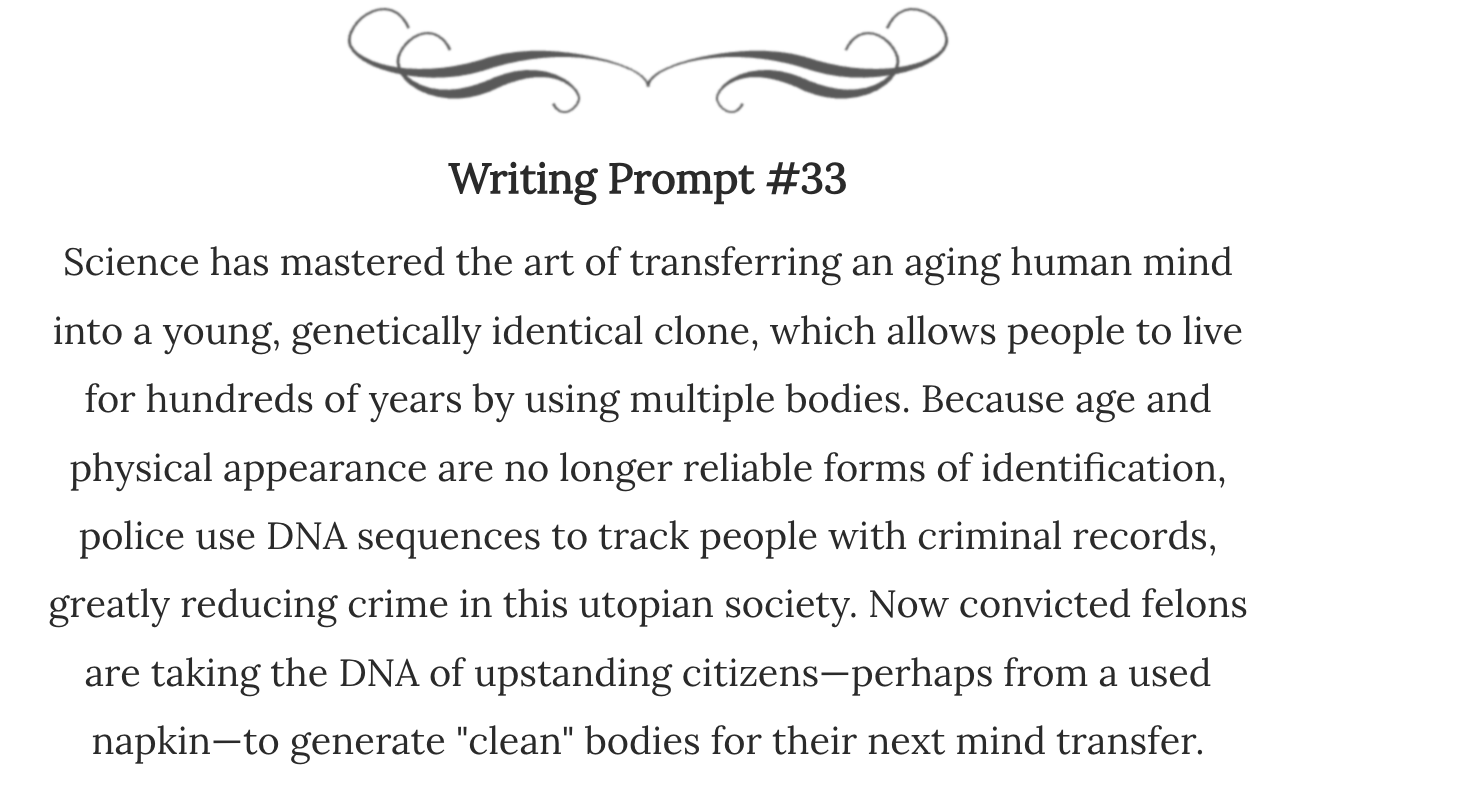 Writing Prompt #33
Science has mastered the art of transferring an aging human mind
into a young, genetically identical clone, which allows people to live
for hundreds of years by using multiple bodies. Because age and
physical appearance are no longer reliable forms of identification,
police use DNA sequences to track people with criminal records,
greatly reducing crime in this utopian society. Now convicted felons
are taking the DNA of upstanding citizens—perhaps from a used
napkin—to generate "clean" bodies for their next mind transfer.